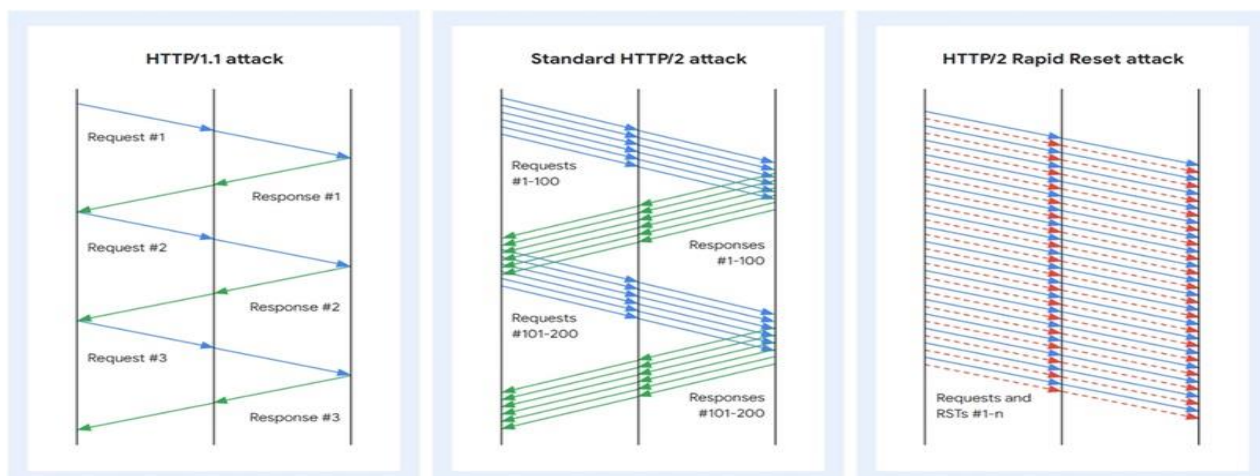 HTTP/1.1 attack
Request #1
Response #1
Request #2
Response #2
Request #3
Response #3
Standard HTTP/2 attack
Requests
#1-100
Responses
#1-100
Requests
#101-200
Responses
#101-200
HTTP/2 Rapid Reset attack
Requests and
RSTs #1-n